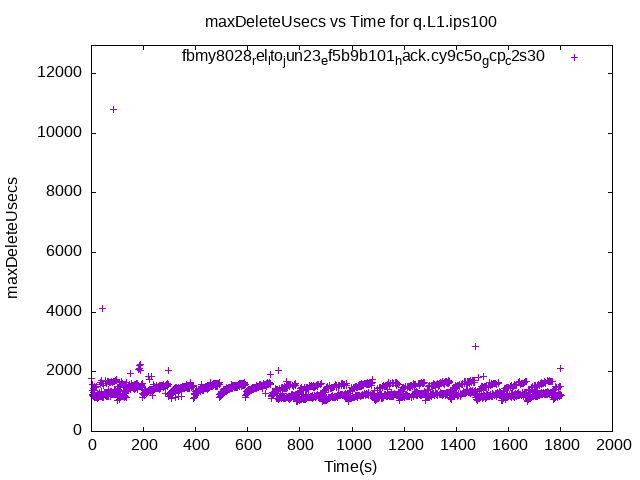 maxDeleteUsecs vs Time for q.L1.ips100
fbmy8028relltojun23ef5b9b101hack.cy9c5ogcpc2s30
12000
10000
8000
6000
4000
2000
0
maxDeleteUsecs
0 200 400 600 800 1000 1200 1400 1600 1800 2000
Time(s)